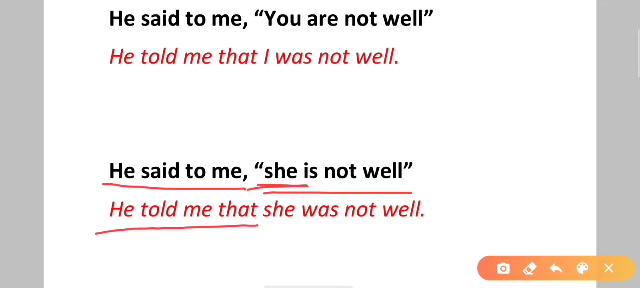 He said to me, “You are not well”
He told me that I was not well.
He said to me, “she is not well”
He told me that she was not well.